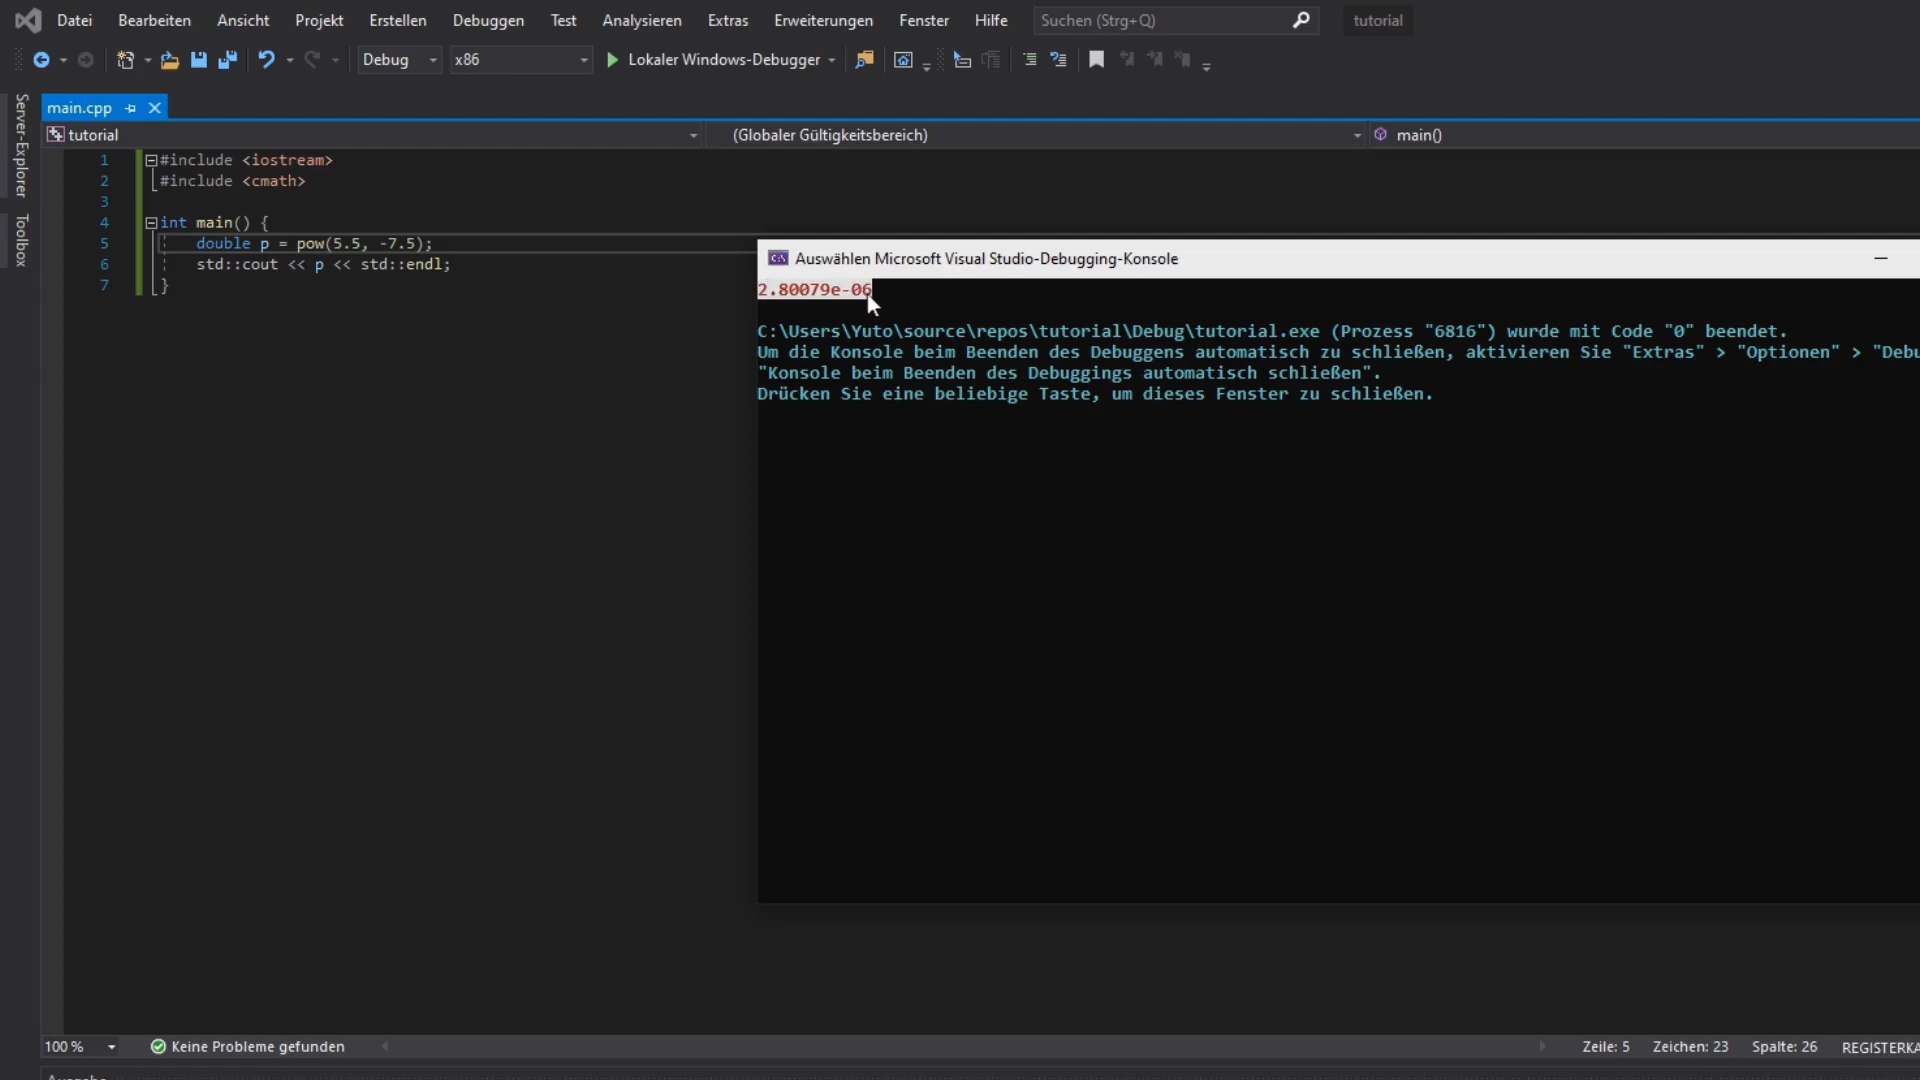 Datei Bearbeiten Ansicht Projekt Erstellen Debuggen Test Analysieren Extras Erweiterungen Fenster Hilfe Suchen (Strg+Q) tutorial
Debug x86 Lokaler Windows-Debugger
Server-Explorer
Toolbox
main.cpp
tutorial (Globaler Gültigkeitsbereich) main()
1 #include <iostream>
2 #include <cmath>
3
4 int main() {
5 double p = pow(5.5, -7.5);
6 std::cout << p << std::endl;
7 }
Auswählen Microsoft Visual Studio-Debugging-Konsole
2.80079e-06
C:\Users\Yuto\source\repos\tutorial\Debug\tutorial.exe (Prozess "6816") wurde mit Code "0" beendet.
Um die Konsole beim Beenden des Debuggens automatisch zu schließen, aktivieren Sie "Extras" > "Optionen" > "Debu
"Konsole beim Beenden des Debuggings automatisch schließen".
Drücken Sie eine beliebige Taste, um dieses Fenster zu schließen.
100 % Keine Probleme gefunden Zeile: 5 Zeichen: 23 Spalte: 26 REGISTERKA